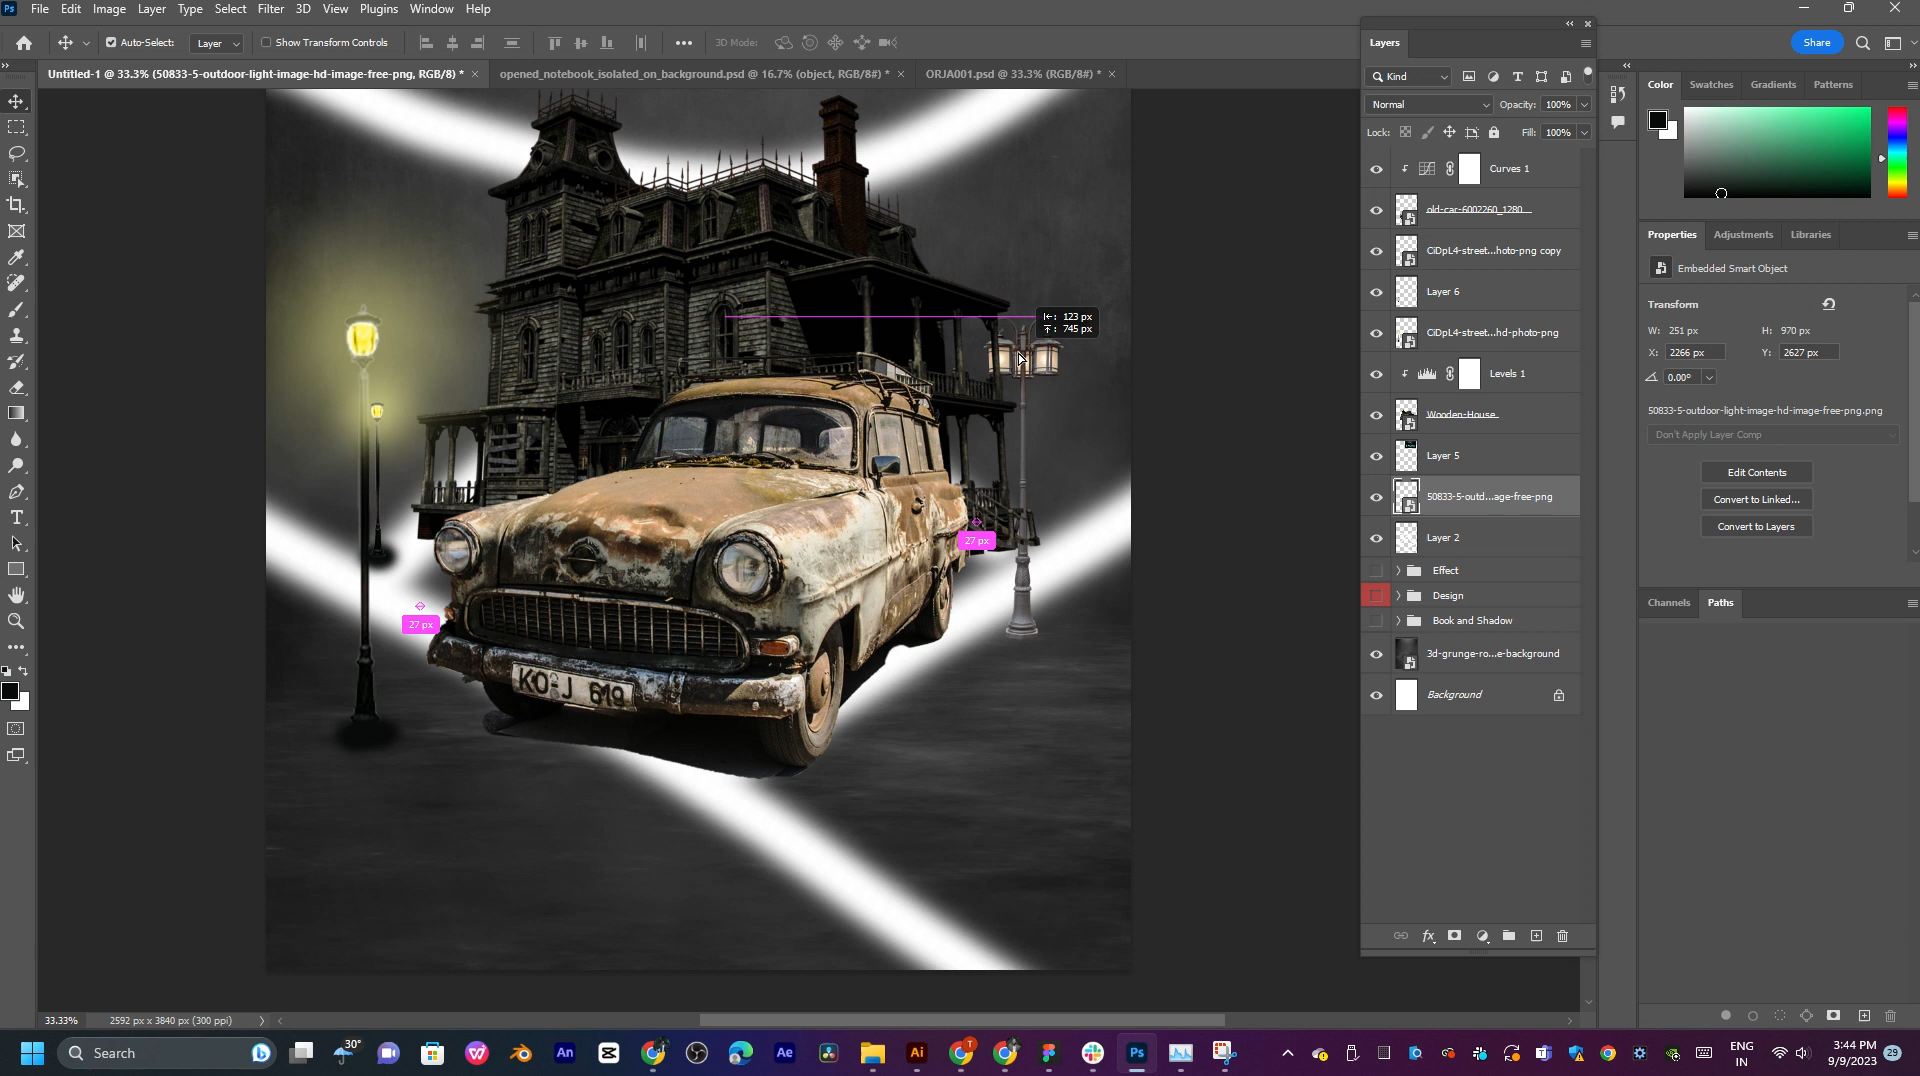 File Edit Image Layer Type Select Filter 3D View Plugins Window Help
Auto-Select: Layer Show Transform Controls 3D Mode: Share
Untitled-1 @ 33.3% (50833-5-outdoor-light-image-hd-image-free-png, RGB/8) * opened_notebook_isolated_on_background.psd @ 16.7% (object, RGB/8#) * ORJA001.psd @ 33.3% (RGB/8#) *
Layers
Kind
Normal Opacity: 100%
Lock: Fill: 100%
Curves 1
old-car-6002260_1280
CiDpL4-street...hoto-png copy
Layer 6
CiDpL4-street...hd-photo-png
Levels 1
Wooden-House
Layer 5
50833-5-outd...age-free-png
Layer 2
Effect
Design
Book and Shadow
3d-grunge-ro...e-background
Background
Color Swatches Gradients Patterns
Properties Adjustments Libraries
Embedded Smart Object
Transform
W: 251 px H: 970 px
X: 2266 px Y: 2627 px
0.00°
50833-5-outdoor-light-image-hd-image-free-png.png
Don't Apply Layer Comp
Edit Contents
Convert to Linked...
Convert to Layers
Channels Paths
123 px
745 px
27 px
27 px
KO J 619
33.33% 2592 px x 3840 px (300 ppi)
Search
30°
An
Ae
Ai
T
Ps
ENG
IN
3:44 PM
9/9/2023
29